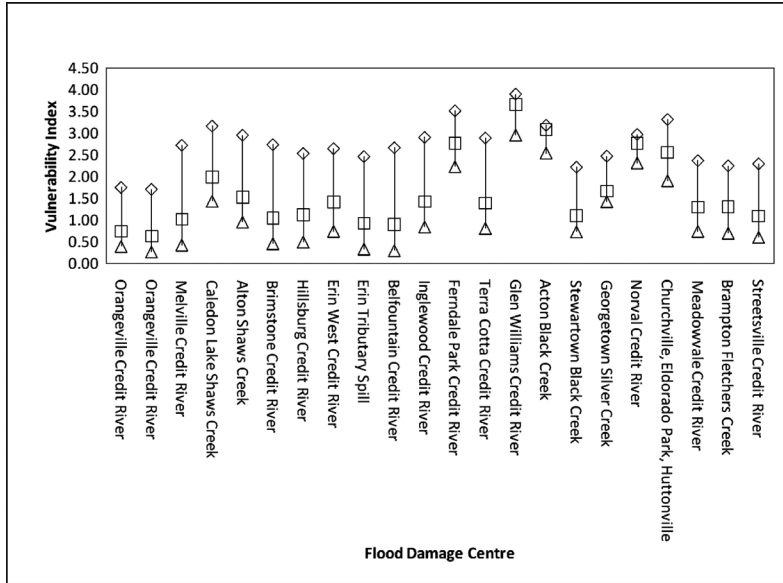 Vulnerability Index
4.50
4.00
3.50
3.00
2.50
2.00
1.50
1.00
0.50
0.00
Orangeville Credit River
Orangeville Credit River
Melville Credit River
Caledon Lake Shaws Creek
Alton Shaws Creek
Brimstone Credit River
Hillsburg Credit River
Erin West Credit River
Erin Tributary Spill
Belfountain Credit River
Inglewood Credit River
Ferndale Park Credit River
Terra Cotta Credit River
Glen Williams Credit River
Acton Black Creek
Stewartown Black Creek
Georgetown Silver Creek
Norval Credit River
Churchville, Eldorado Park, Huttonville
Meadowvale Credit River
Brampton Fletchers Creek
Streetsville Credit River
Flood Damage Centre